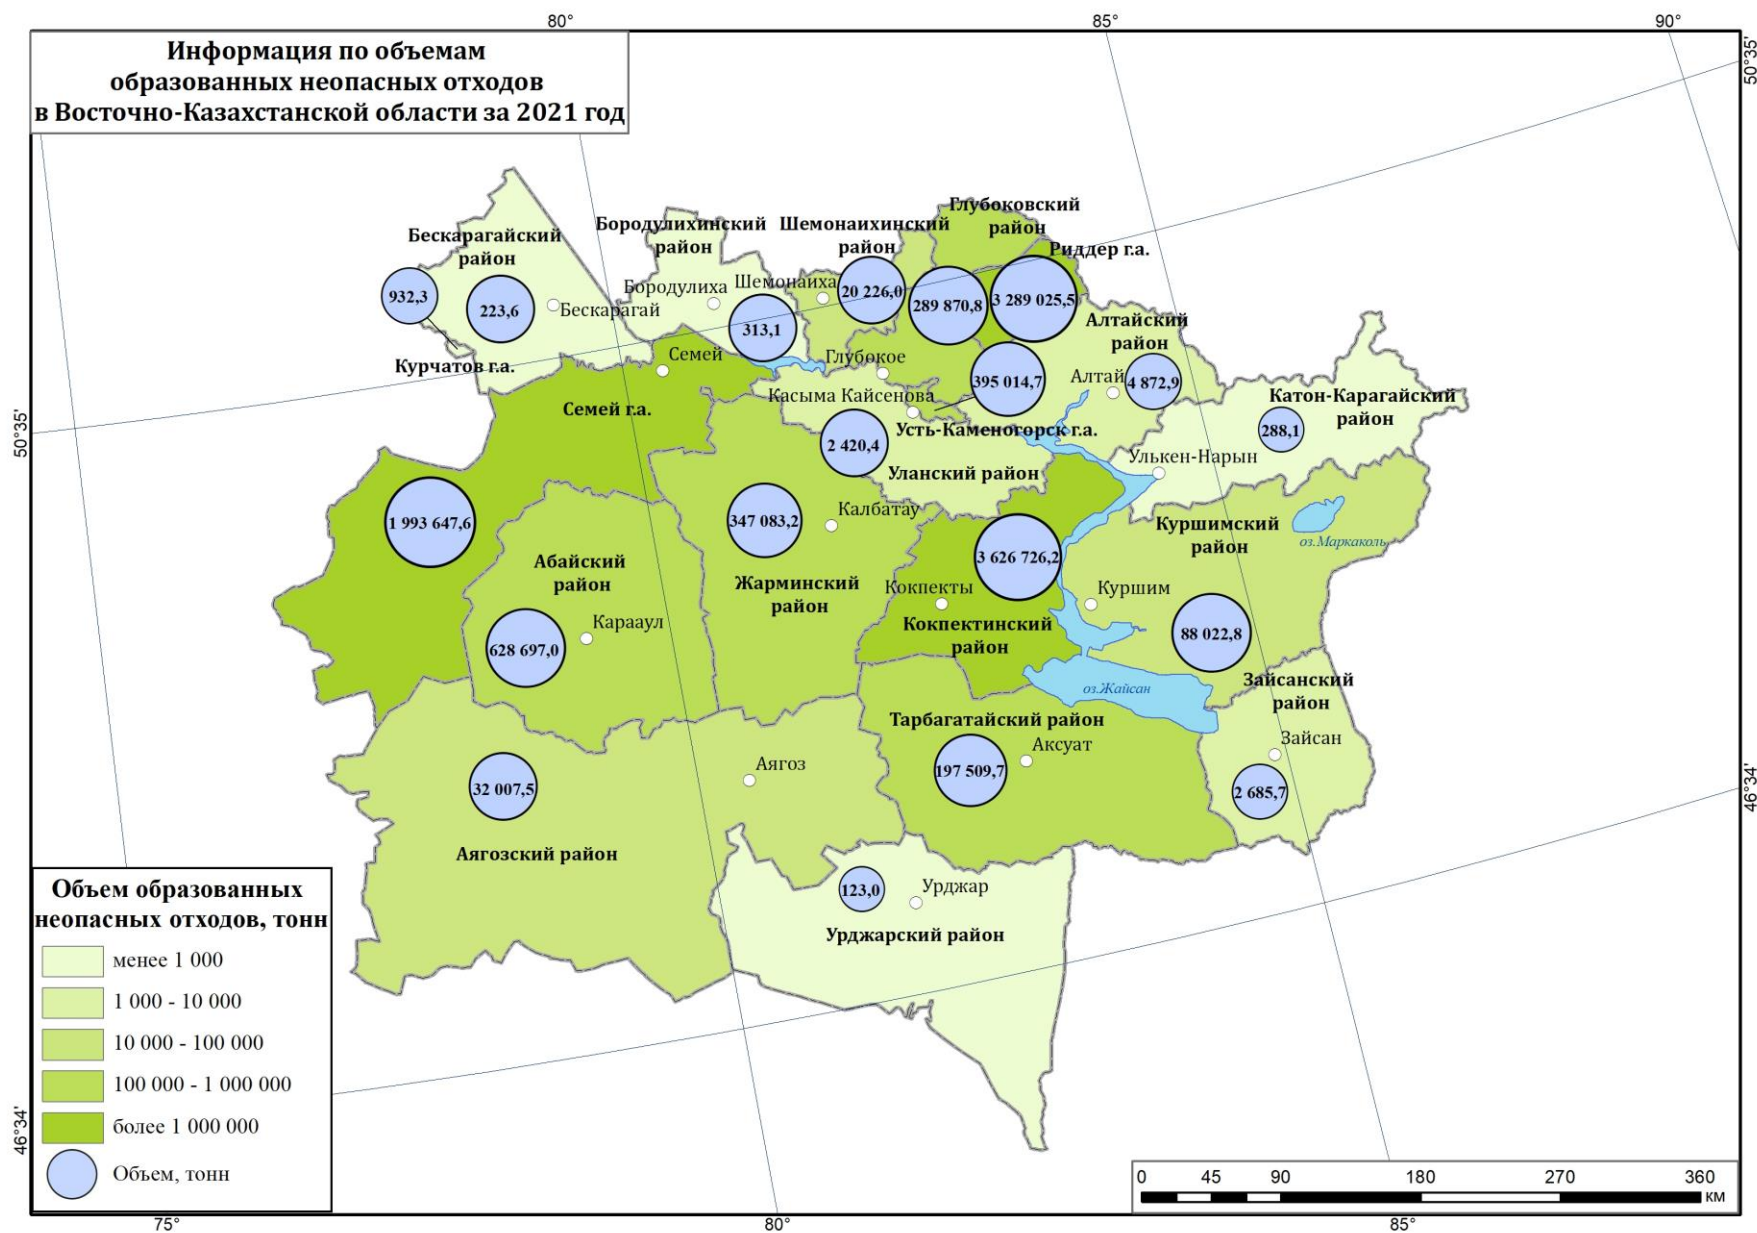 80°
85°
90°
Информация по объемам
образованных неопасных отходов
в Восточно-Казахстанской области за 2021 год
50°35'
50°35'
46°34'
46°34'
Бескарагайский
район
932,3
223,6
Бескарагай
Курчатов г.а.
Бородулихинский
район
Бородулиха
313,1
Шемонаихинский
район
Шемонаиха
20 226,0
Глубоковский
район
289 870,8
Глубокое
Риддер г.а.
3 289 025,5
Алтайский
район
Алтай
4 872,9
395 014,7
Усть-Каменогорск г.а.
Катон-Карагайский
район
288,1
Улькен-Нарын
Семей
Семей г.а.
1 993 647,6
Касыма Кайсенова
2 420,4
Уланский район
347 083,2
Калбатау
Жарминский
район
Абайский
район
Караул
628 697,0
3 626 726,2
Кокпекты
Кокпектинский
район
Куршимский
район
оз.Маркаколь
Куршим
88 022,8
оз.Жайсан
Зайсанский
район
Зайсан
2 685,7
Тарбагатайский район
Аксуат
197 509,7
Аягоз
32 007,5
Аягозский район
123,0
Урджар
Урджарский район
Объем образованных
неопасных отходов, тонн
менее 1 000
1 000 - 10 000
10 000 - 100 000
100 000 - 1 000 000
более 1 000 000
Объем, тонн
0 45 90 180 270 360
км
75°
80°
85°